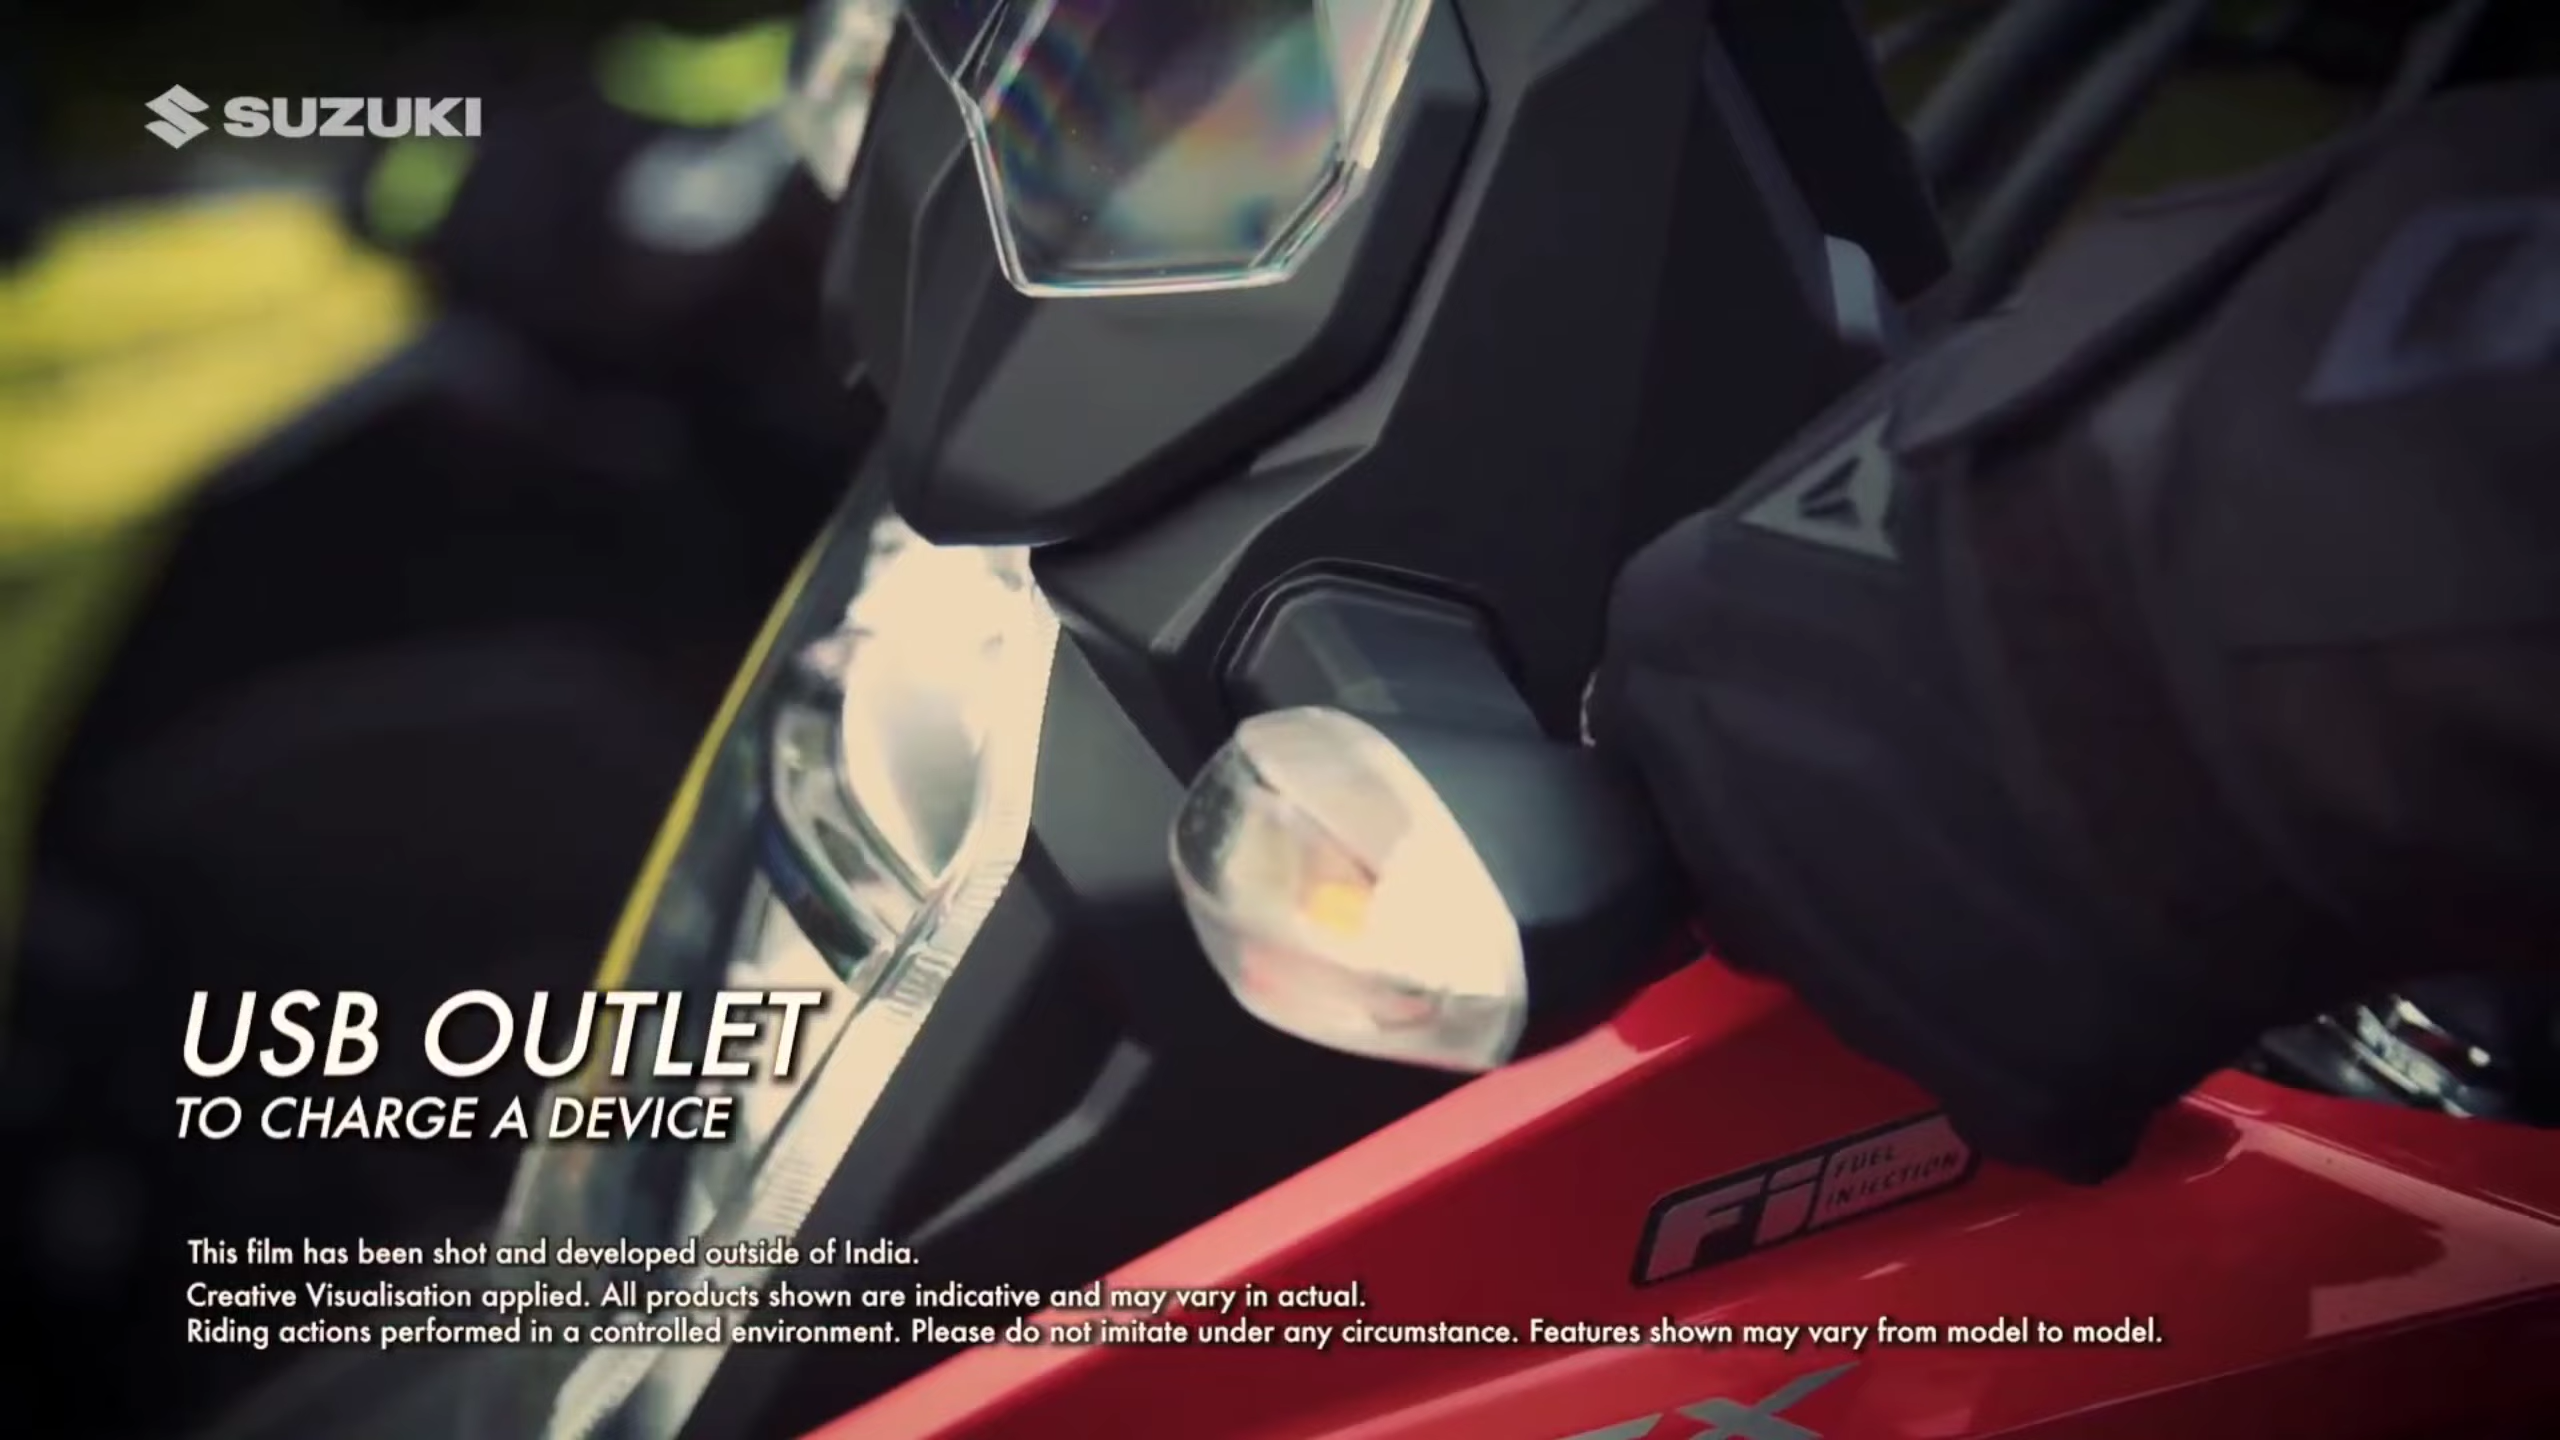 SUZUKI
USB OUTLET
TO CHARGE A DEVICE
Fi FUEL
INJECTION
This film has been shot and developed outside of India.
Creative Visualisation applied. All products shown are indicative and may vary in actual.
Riding actions performed in a controlled environment. Please do not imitate under any circumstance. Features shown may vary from model to model.